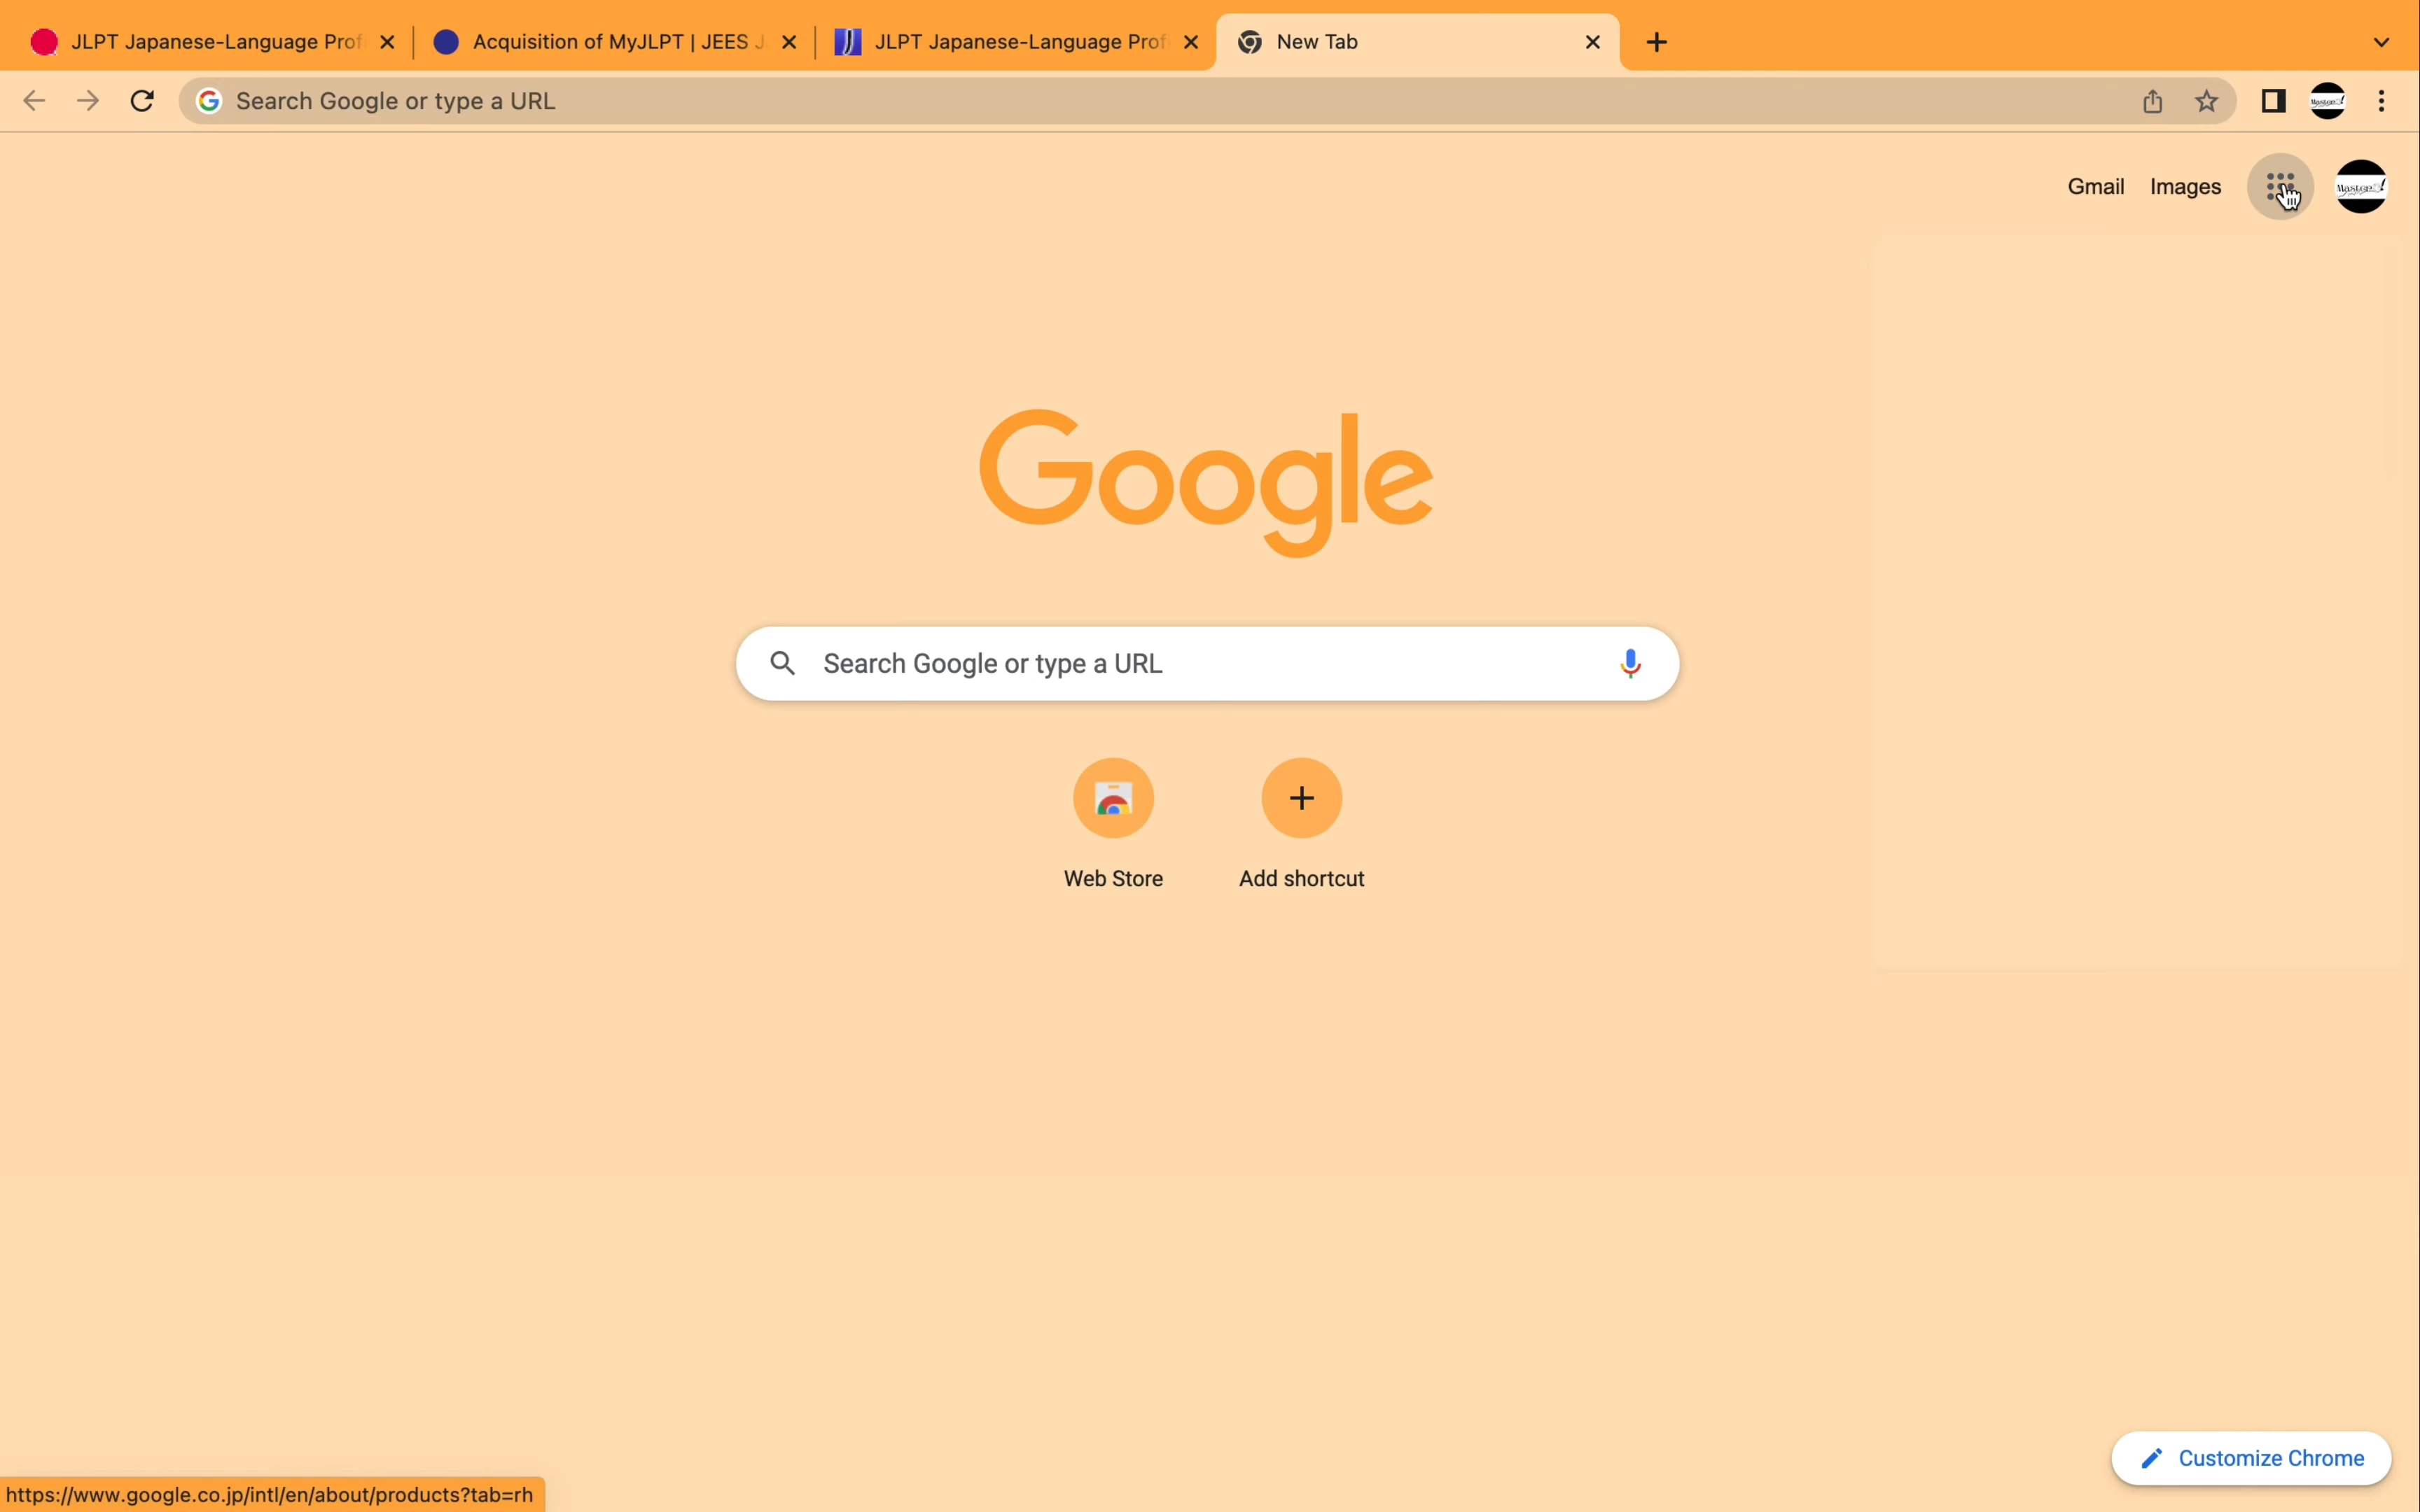 JLPT Japanese-Language Prof
Acquisition of MyJLPT | JEES J
JLPT Japanese-Language Prof
New Tab
Search Google or type a URL
Gmail
Images
Google
Search Google or type a URL
Web Store
Add shortcut
Customize Chrome
https://www.google.co.jp/intl/en/about/products?tab=rh